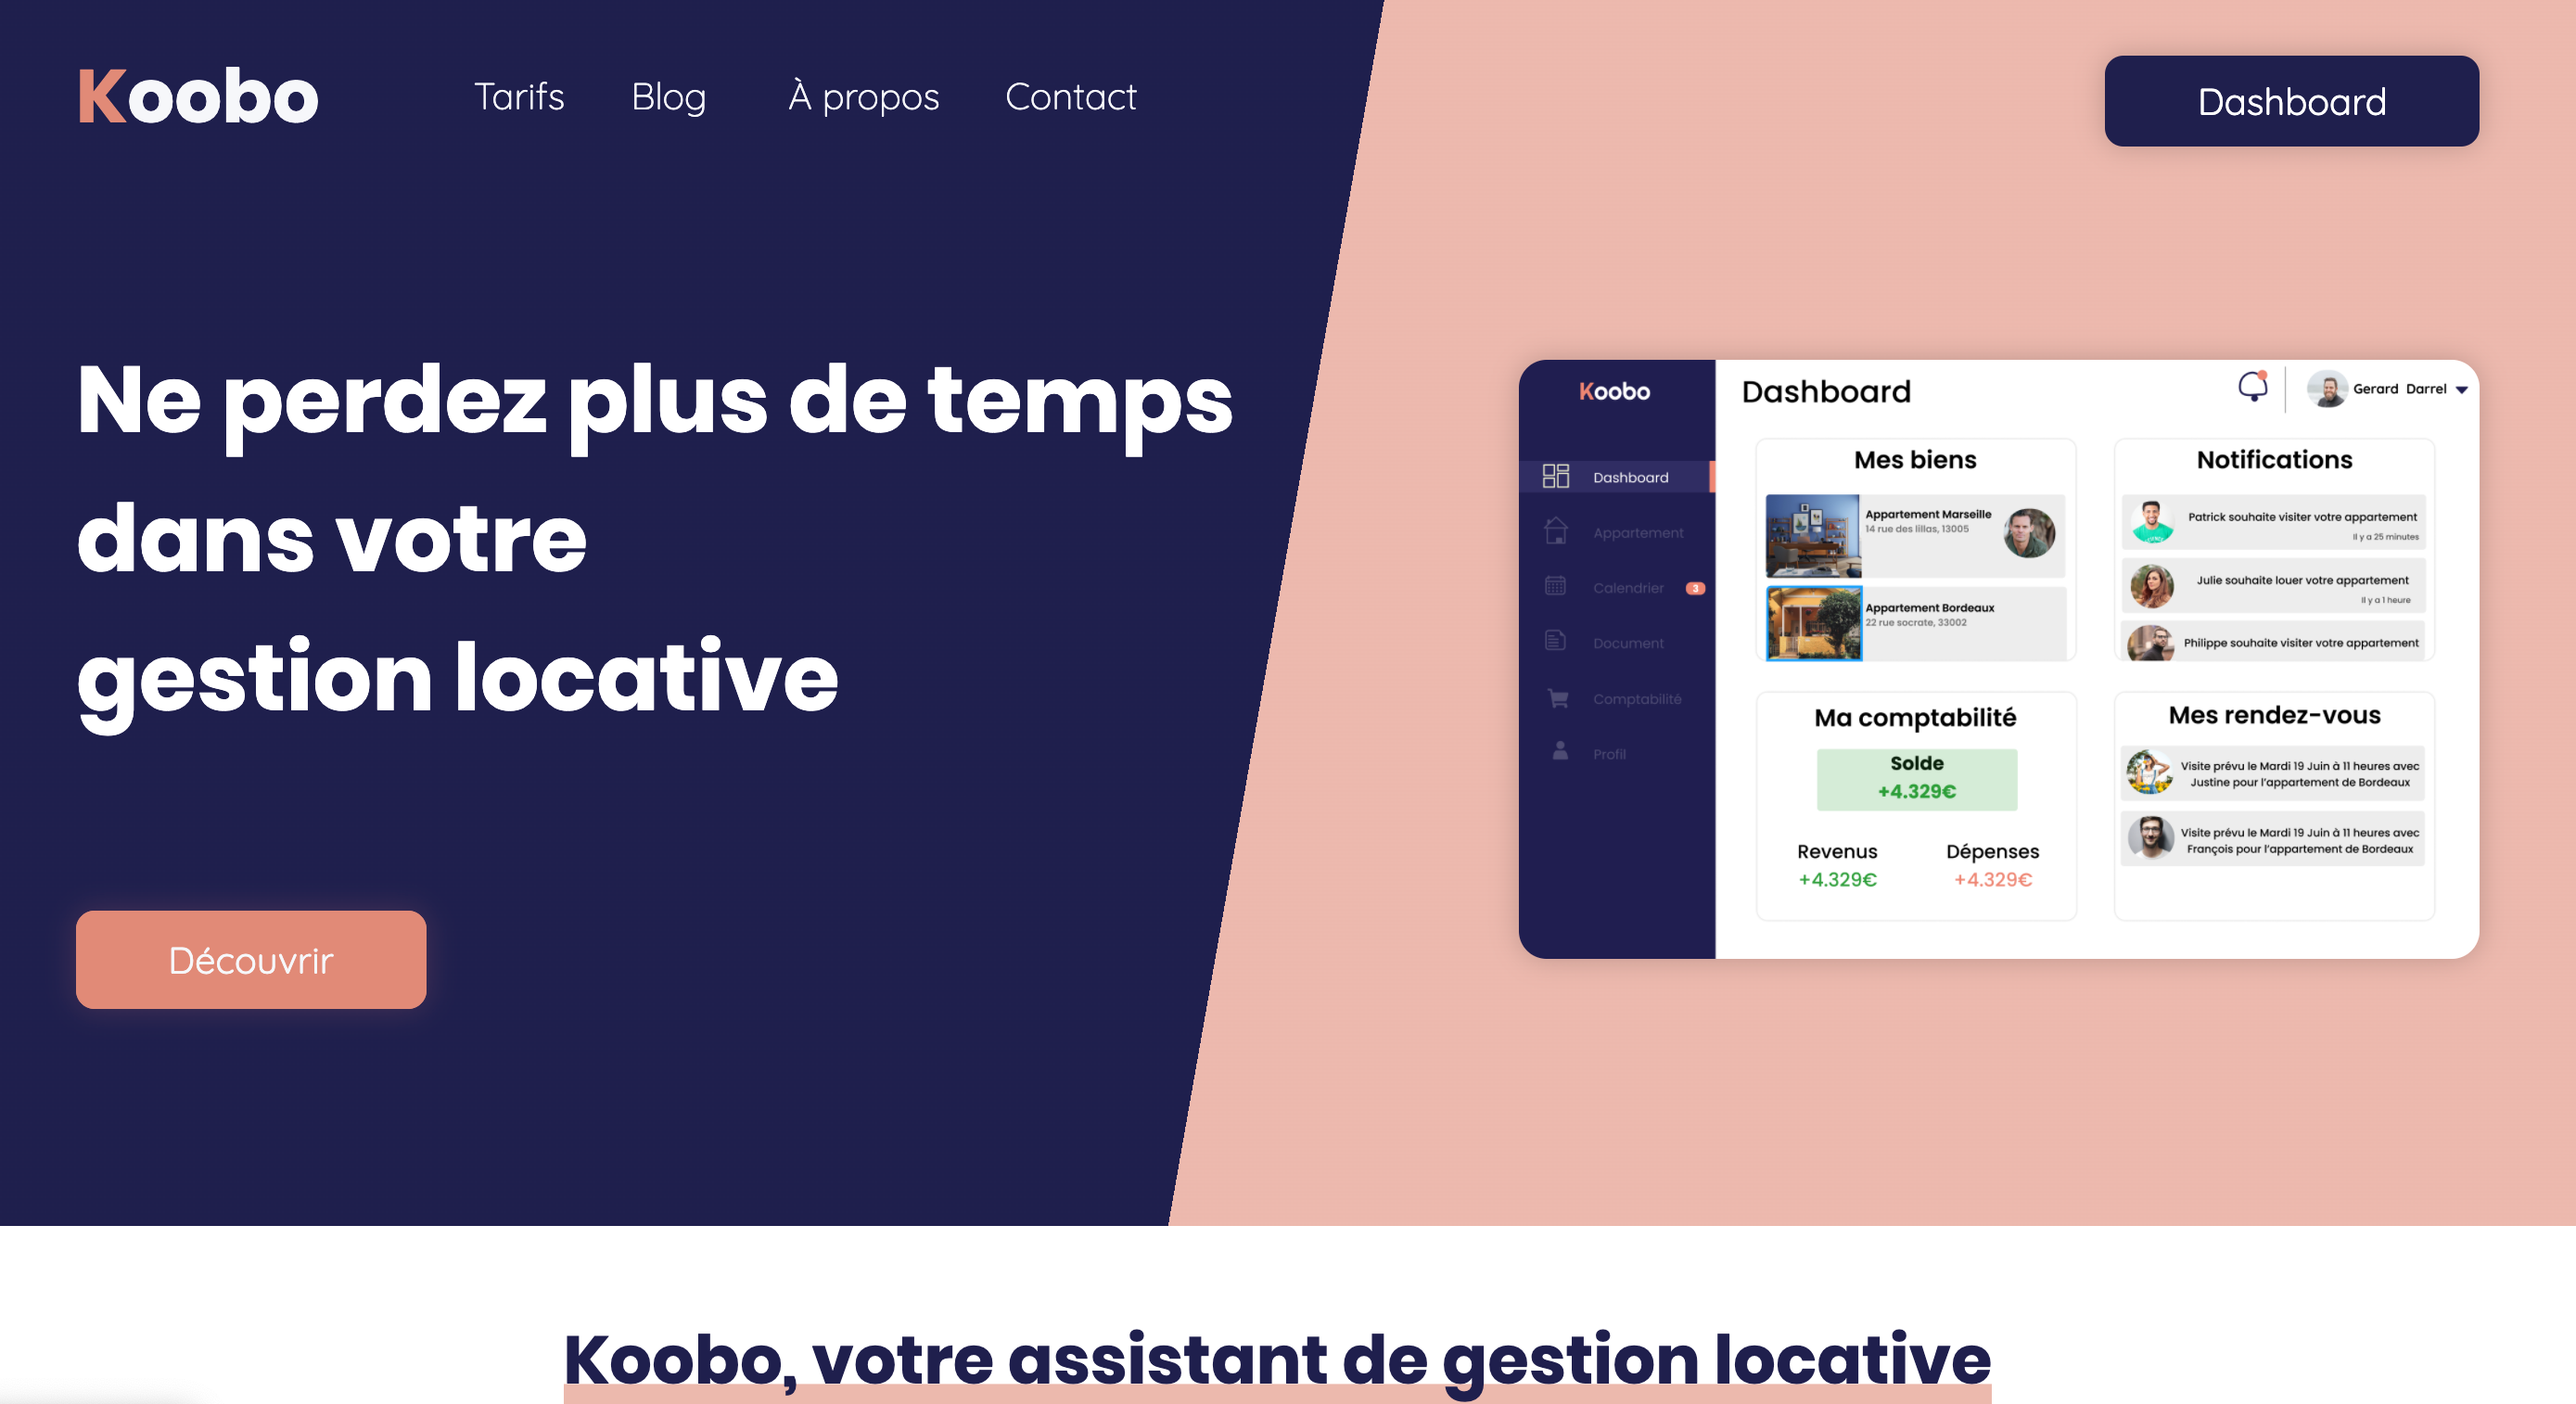 Koobo
Tarifs
Blog
À propos
Contact
Dashboard
Ne perdez plus de temps
dans votre
gestion locative
Découvrir
Koobo
Dashboard
Appartement
Calendrier
3
Document
Comptabilité
Profil
Dashboard
Gerard Darrel
Mes biens
Appartement Marseille
14 rue des lillas, 13005
Appartement Bordeaux
22 rue socrate, 33002
Notifications
Patrick souhaite visiter votre appartement
Il y a 25 minutes
Julie souhaite louer votre appartement
Il y a 1 heure
Philippe souhaite visiter votre appartement
Ma comptabilité
Solde
+4.329€
Revenus
+4.329€
Dépenses
+4.329€
Mes rendez-vous
Visite prévu le Mardi 19 Juin à 11 heures avec
Justine pour l'appartement de Bordeaux
Visite prévu le Mardi 19 Juin à 11 heures avec
François pour l'appartement de Bordeaux
Koobo, votre assistant de gestion locative